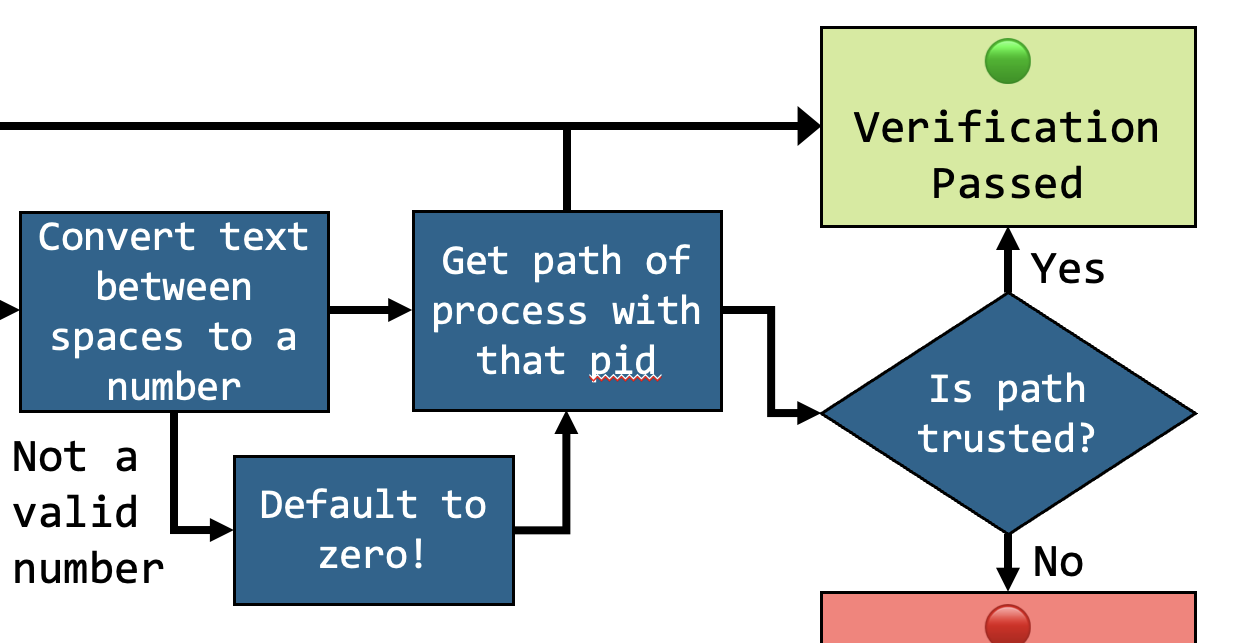 Verification
Passed
Convert text
between
spaces to a
number
Get path of
process with
that pid
Yes
Is path
trusted?
Not a
valid
number
Default to
zero!
No